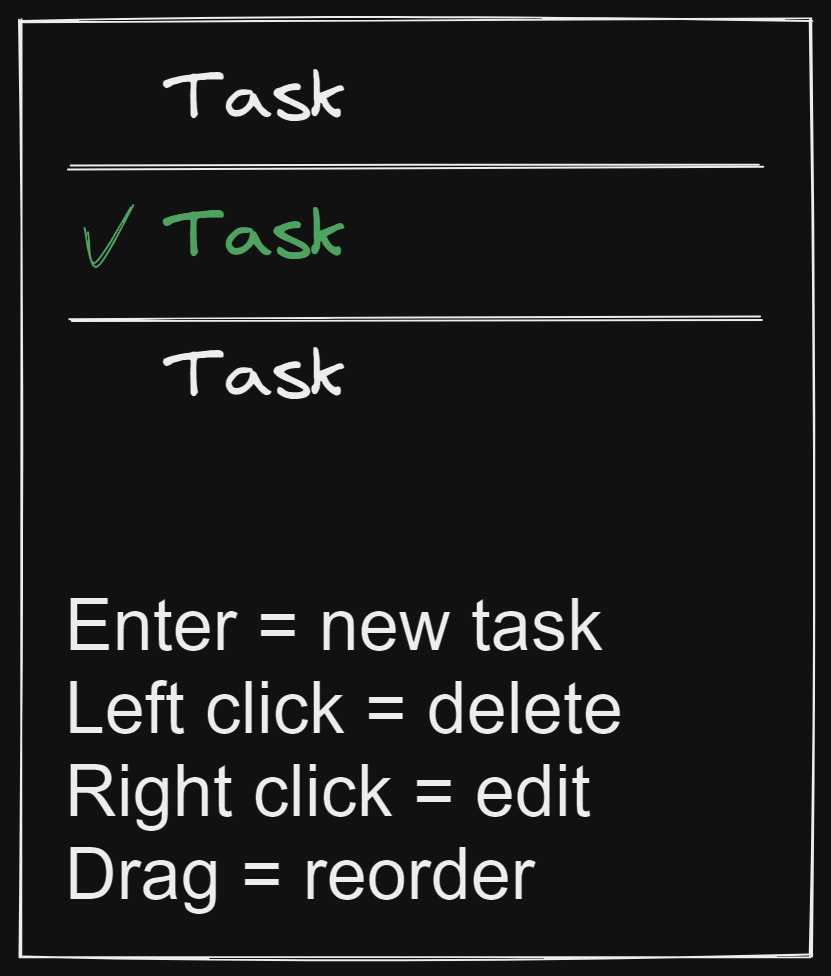 Task
Task
Task
Enter = new task
Left click = delete
Right click = edit
Drag = reorder